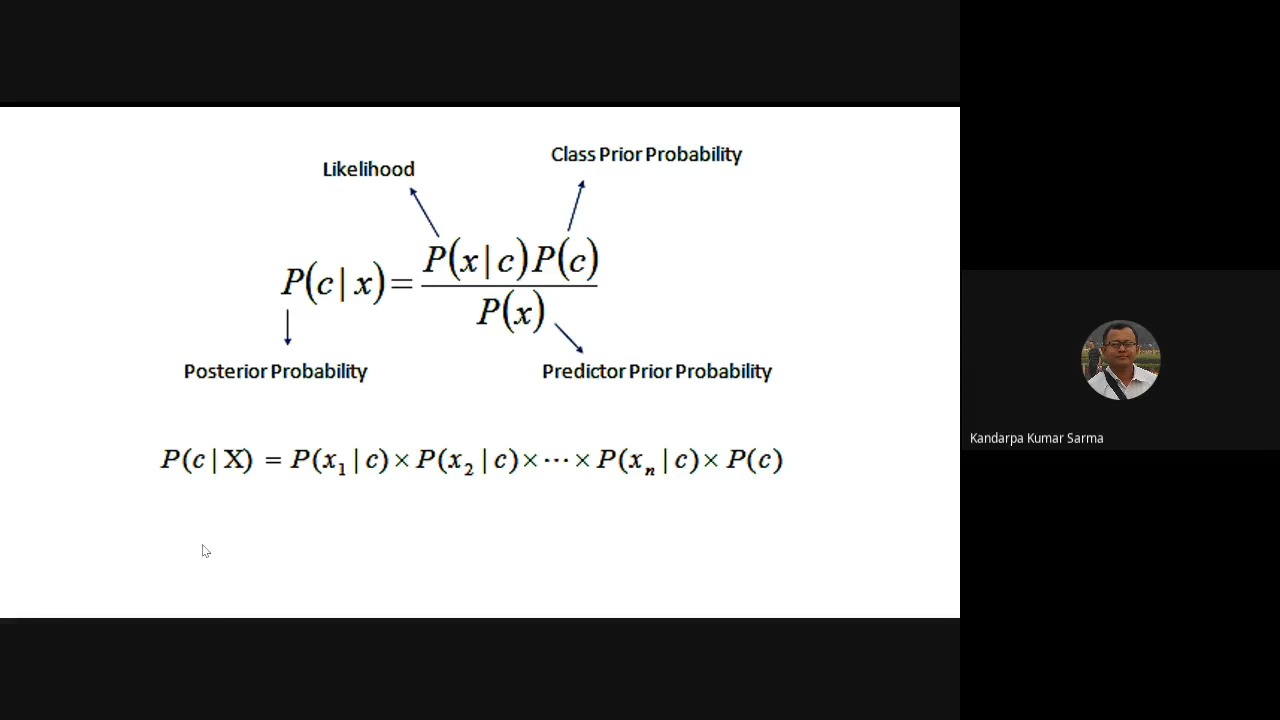 Likelihood
Class Prior Probability
P(c | x) = P(x | c) P(c) / P(x)
Posterior Probability
Predictor Prior Probability
P(c | X) = P(x₁ | c) × P(x₂ | c) × ⋯ × P(xₙ | c) × P(c)
Kandarpa Kumar Sarma